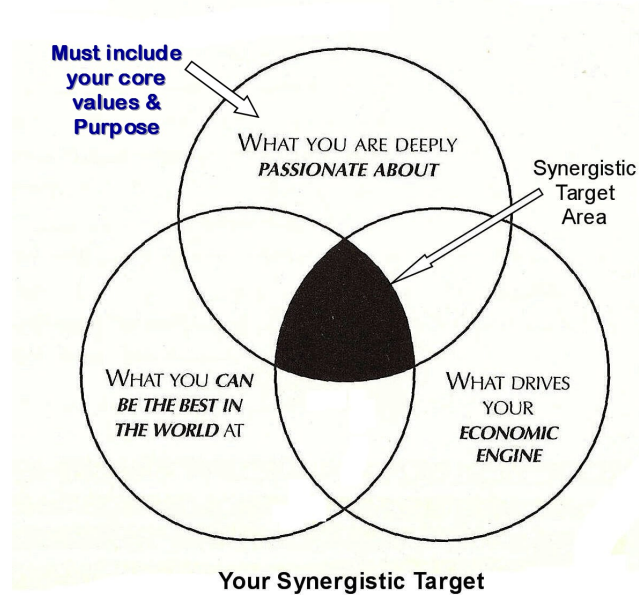 Must include
your core
values &
Purpose
WHAT YOU ARE DEEPLY
PASSIONATE ABOUT
Synergistic
Target
Area
WHAT YOU CAN
BE THE BEST IN
THE WORLD AT
WHAT DRIVES
YOUR
ECONOMIC
ENGINE
Your Synergistic Target